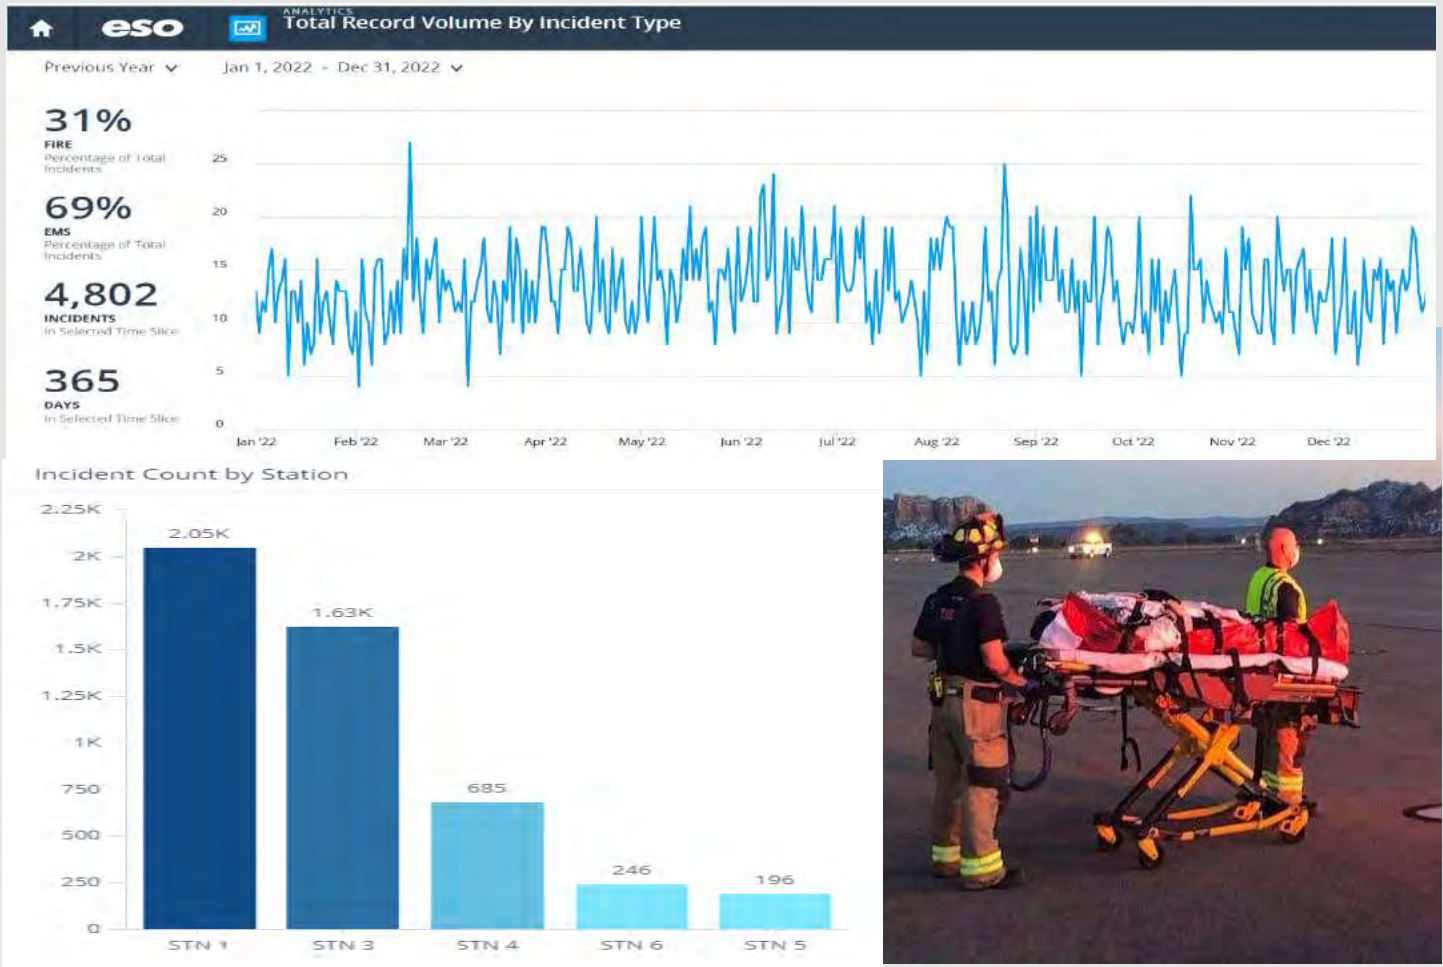 ANALYTICS
eso
Total Record Volume By Incident Type
Previous Year
Jan 1, 2022 - Dec 31, 2022
31%
FIRE
Percentage of Total
Incidents
69%
EMS
Percentage of Total
Incidents
4,802
INCIDENTS
In Selected Time Slice
365
DAYS
In Selected Time Slice
25
20
15
10
5
0
Jan '22
Feb '22
Mar '22
Apr '22
May '22
Jun '22
Jul '22
Aug '22
Sep '22
Oct '22
Nov '22
Dec '22
Incident Count by Station
2.25K
2K
1.75K
1.5K
1.25K
1K
750
500
250
0
2.05K
1.63K
685
246
196
STN 1
STN 3
STN 4
STN 6
STN 5